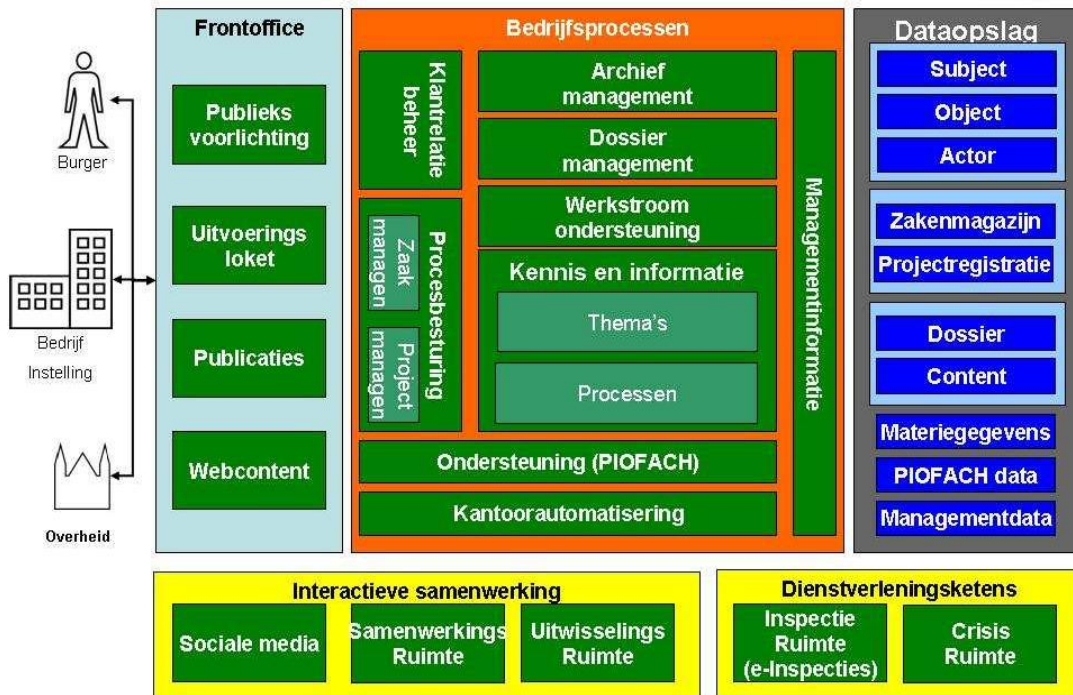 Burger
Bedrijf
Instelling
Overheid
Frontoffice
Publieks
voorlichting
Uitvoerings
loket
Publicaties
Webcontent
Bedrijfsprocessen
Klantrelatie
beheer
Archief
management
Dossier
management
Werkstroom
ondersteuning
Procesbesturing
Zaak
managen
Project
managen
Kennis en informatie
Thema's
Processen
Managementinformatie
Ondersteuning (PIOFACH)
Kantoorautomatisering
Dataopslag
Subject
Object
Actor
Zakenmagazijn
Projectregistratie
Dossier
Content
Materiegegevens
PIOFACH data
Managementdata
Interactieve samenwerking
Sociale media
Samenwerkings
Ruimte
Uitwisselings
Ruimte
Dienstverleningsketens
Inspectie
Ruimte
(e-Inspecties)
Crisis
Ruimte